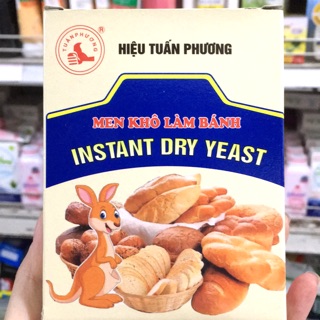 TUẤN PHƯƠNG
®
HIỆU TUẤN PHƯƠNG
MEN KHÔ LÀM BÁNH
INSTANT DRY YEAST